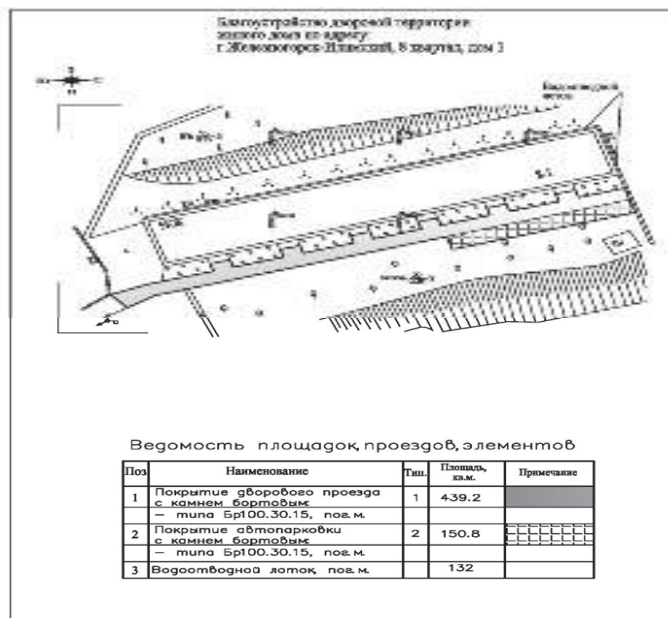 Благоустройство дворовой территории
жилого дома по адресу:
г.Железногорск-Илимский, 8 квартал, дом 1
Водоотводной
лоток
Ведомость площадок, проездов, элементов
Поз Наименование Тип. Площадь, кв.м. Примечание
1 Покрытие дворового проезда 1 439.2
с камнем бортовым:
– типа Бр100.30.15, пог.м.
2 Покрытие автопарковки 2 150.8
с камнем бортовым:
– типа Бр100.30.15, пог.м.
3 Водоотводной лоток, пог.м. 132